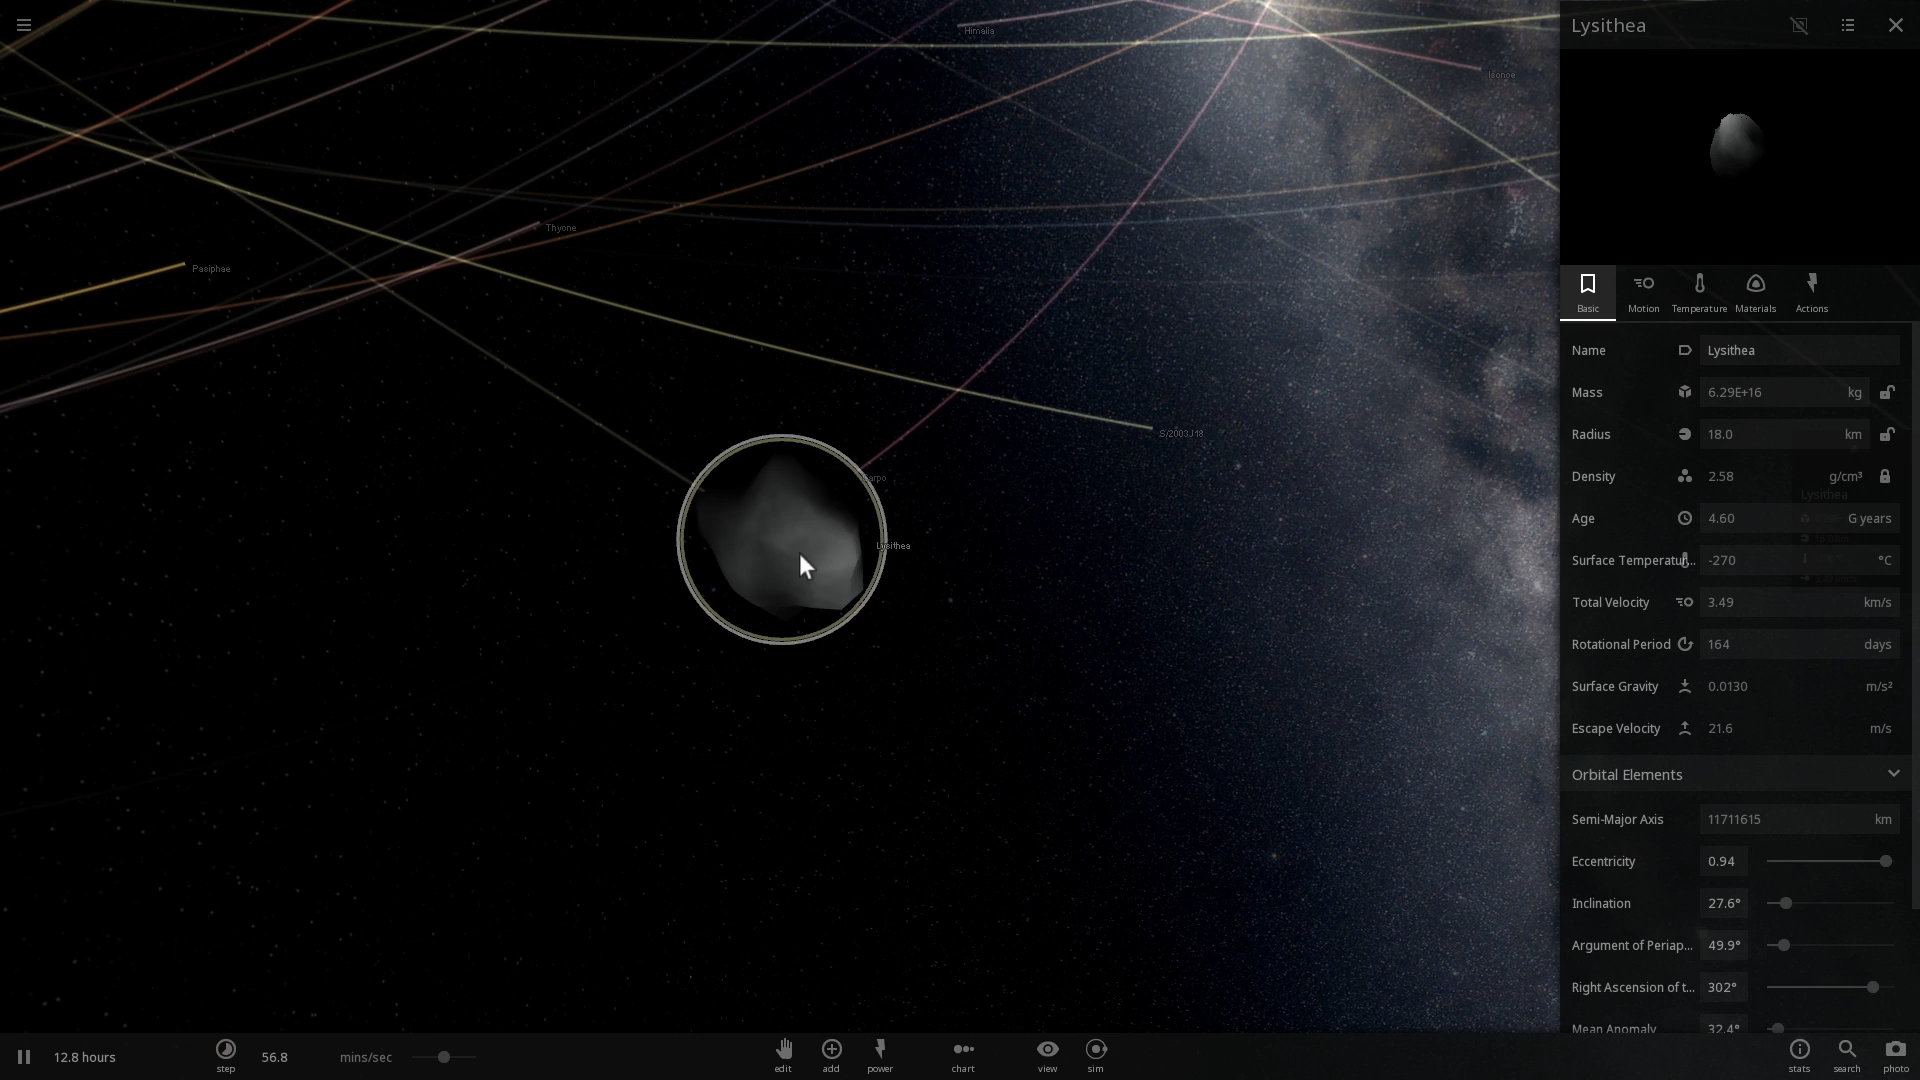 Lysithea
Himalia
Isonoe
Thyone
Pasiphae
S/2003J18
Lysithea
Basic
Motion
Temperature
Materials
Actions
Name Lysithea
Mass 6.29E+16 kg
Radius 18.0 km
Density 2.58 g/cm³
Lysithea
Age 4.60 G years
Surface Temperatur... -270 °C
Total Velocity 3.49 km/s
Rotational Period 164 days
Surface Gravity 0.0130 m/s²
Escape Velocity 21.6 m/s
Orbital Elements
Semi-Major Axis 11711615 km
Eccentricity 0.94
Inclination 27.6°
Argument of Periap... 49.9°
Right Ascension of t... 302°
Mean Anomaly 32.4°
12.8 hours
step
56.8 mins/sec
edit
add
power
chart
view
sim
stats
search
photo